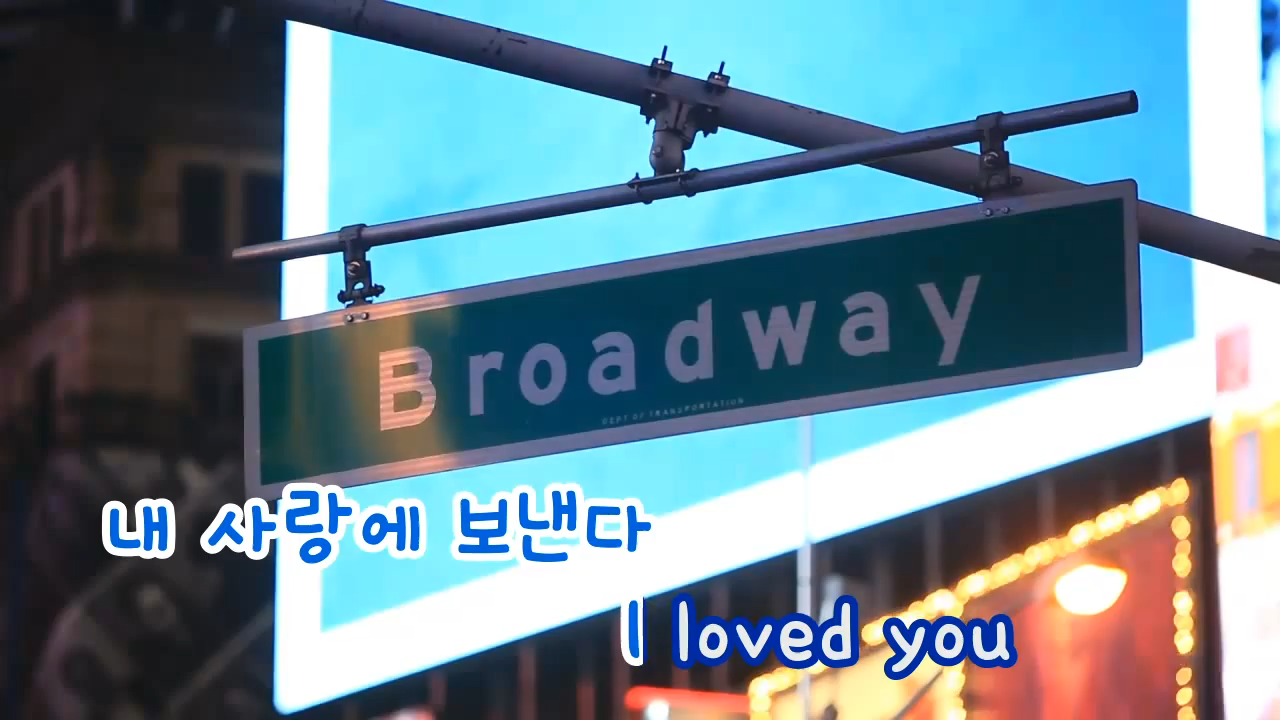 Broadway
DEPT OF TRANSPORTATION
내 사랑에 보낸다
I loved you